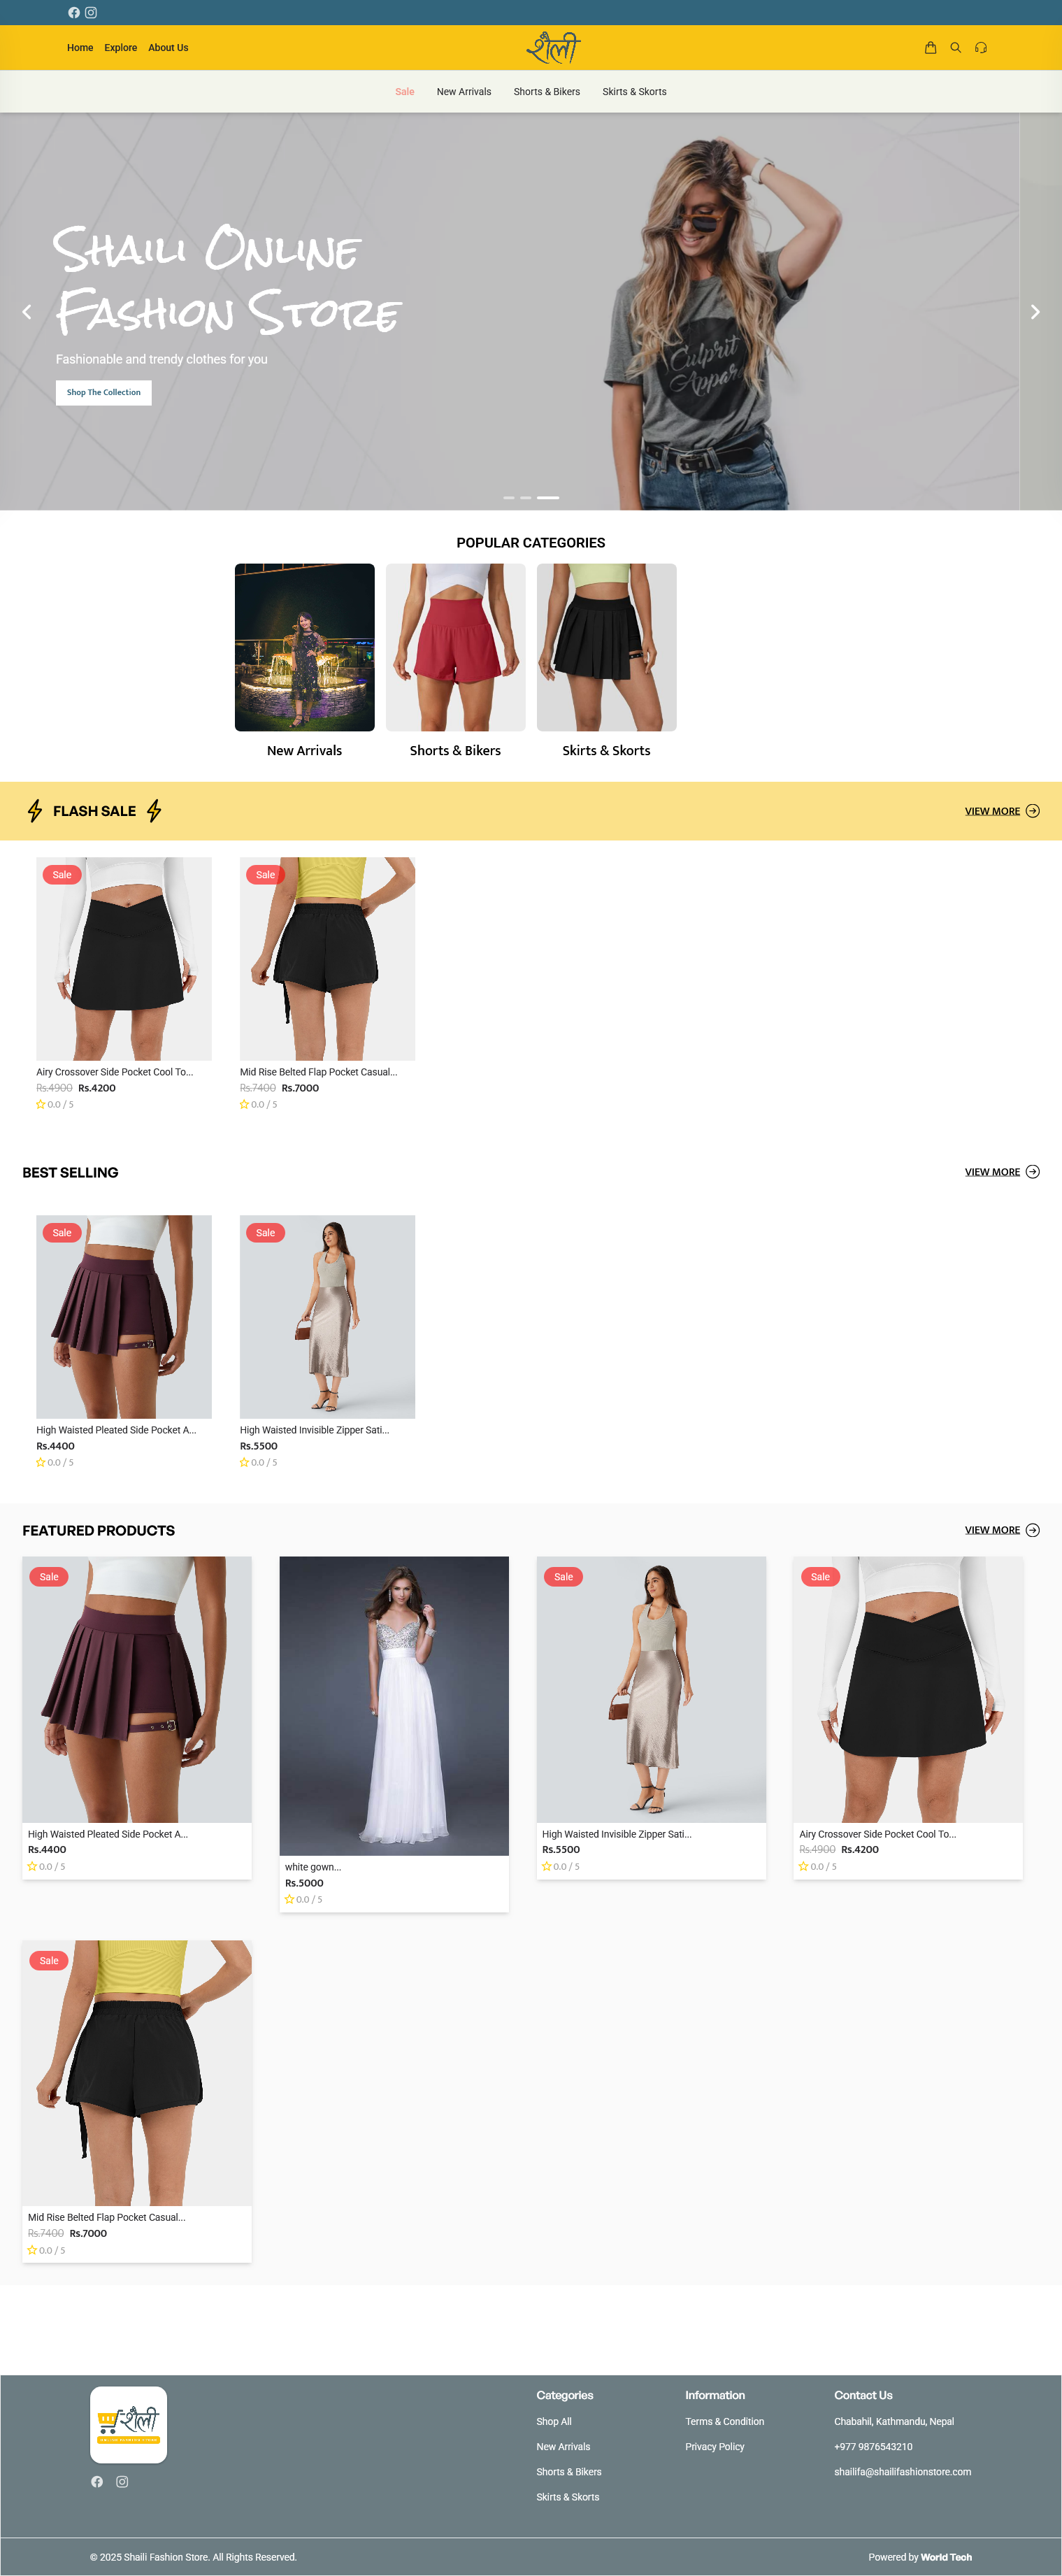 Home Explore About Us
शैली
Sale New Arrivals Shorts & Bikers Skirts & Skorts
Shaili Online
Fashion Store
Fashionable and trendy clothes for you
Shop The Collection
Culprit
Apparel
POPULAR CATEGORIES
New Arrivals Shorts & Bikers Skirts & Skorts
FLASH SALE
VIEW MORE
Sale Sale
Airy Crossover Side Pocket Cool To... Mid Rise Belted Flap Pocket Casual...
Rs.4900 Rs.4200 Rs.7400 Rs.7000
0.0 / 5 0.0 / 5
BEST SELLING VIEW MORE
Sale Sale
High Waisted Pleated Side Pocket A... High Waisted Invisible Zipper Sati...
Rs.4400 Rs.5500
0.0 / 5 0.0 / 5
FEATURED PRODUCTS VIEW MORE
Sale Sale Sale
High Waisted Pleated Side Pocket A... High Waisted Invisible Zipper Sati... Airy Crossover Side Pocket Cool To...
Rs.4400 Rs.5500 Rs.4900 Rs.4200
0.0 / 5 0.0 / 5 0.0 / 5
white gown...
Rs.5000
0.0 / 5
Sale
Mid Rise Belted Flap Pocket Casual...
Rs.7400 Rs.7000
0.0 / 5
शैली
Categories Information Contact Us
Shop All Terms & Condition Chabahil, Kathmandu, Nepal
New Arrivals Privacy Policy +977 9876543210
Shorts & Bikers shailifa@shailifashionstore.com
Skirts & Skorts
© 2025 Shaili Fashion Store. All Rights Reserved. Powered by World Tech